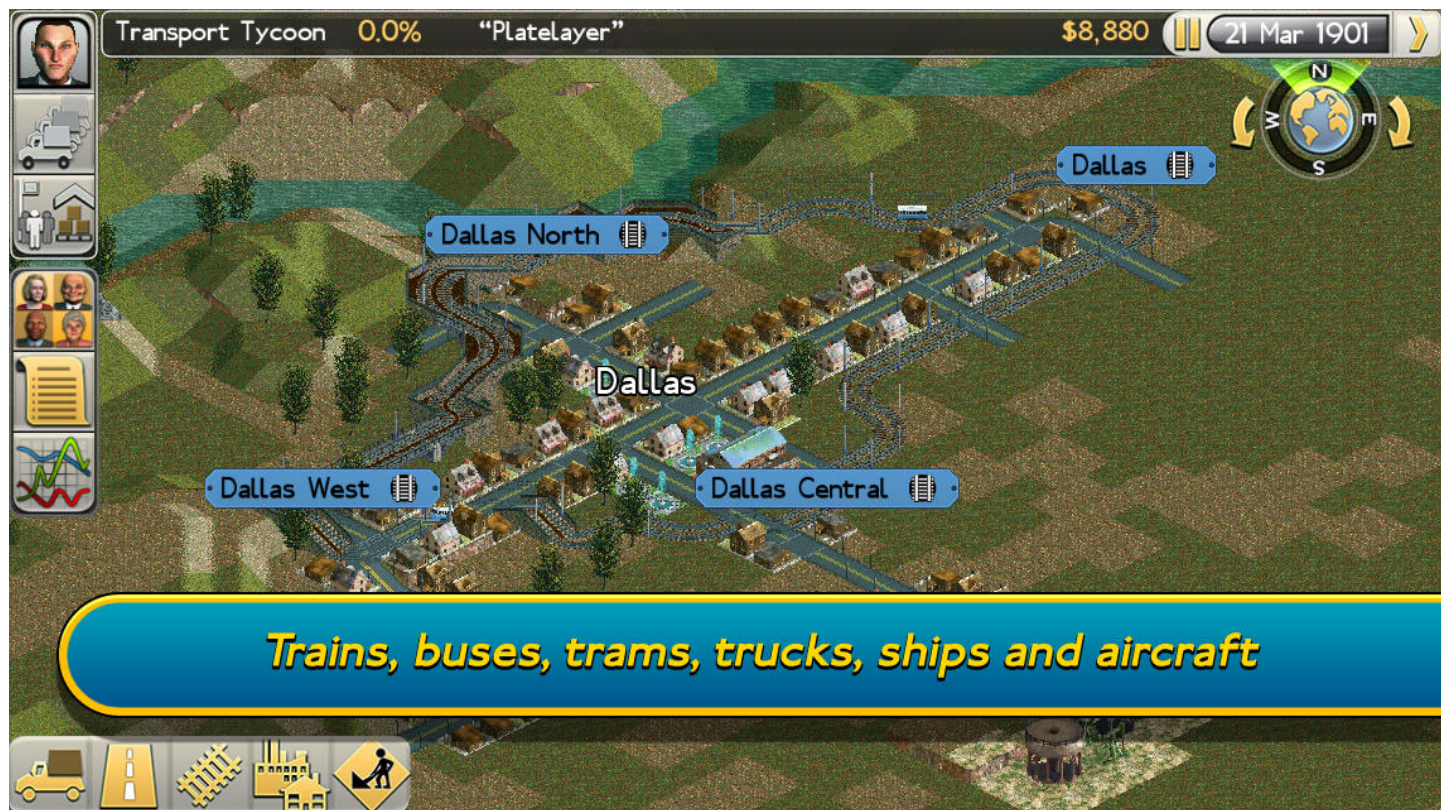 Transport Tycoon 0.0% “Platelayer” $8,880 21 Mar 1901
N
W E
S
Dallas
Dallas North
Dallas
Dallas West
Dallas Central
Trains, buses, trams, trucks, ships and aircraft